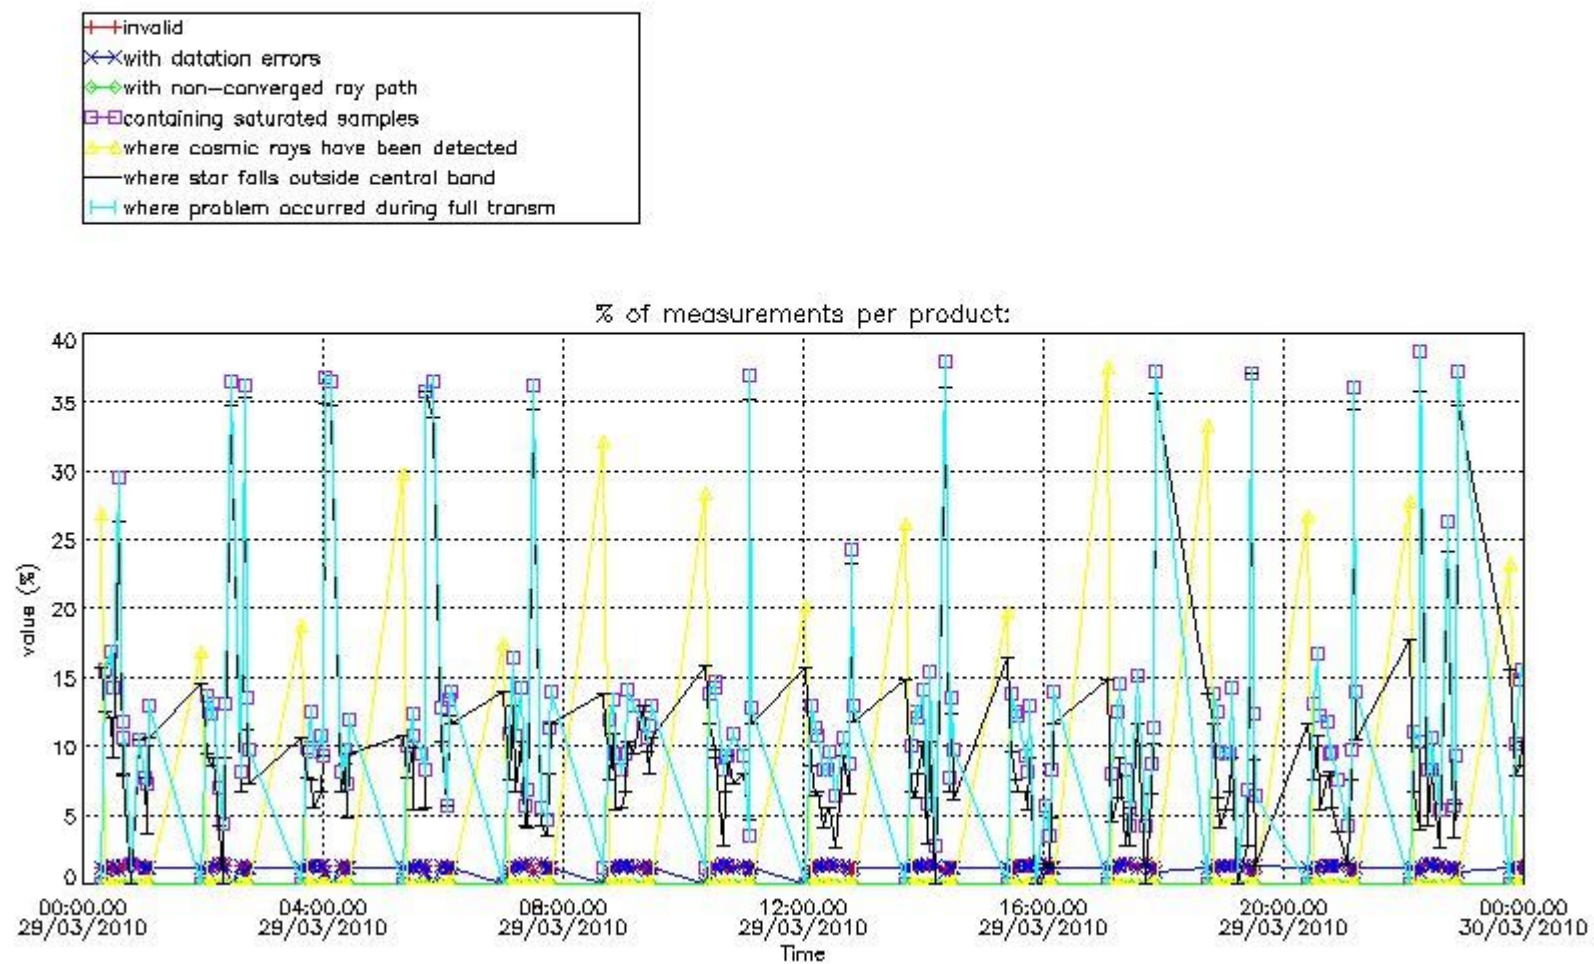 invalid
with datation errors
with non-converged ray path
containing saturated samples
where cosmic rays have been detected
where star falls outside central band
where problem occurred during full transm
% of measurements per product:
40
35
30
25
20
15
10
5
0
value (%)
00:00:00 04:00:00 08:00:00 12:00:00 16:00:00 20:00:00 00:00:00
29/03/2010 29/03/2010 29/03/2010 29/03/2010 29/03/2010 29/03/2010 30/03/2010
Time